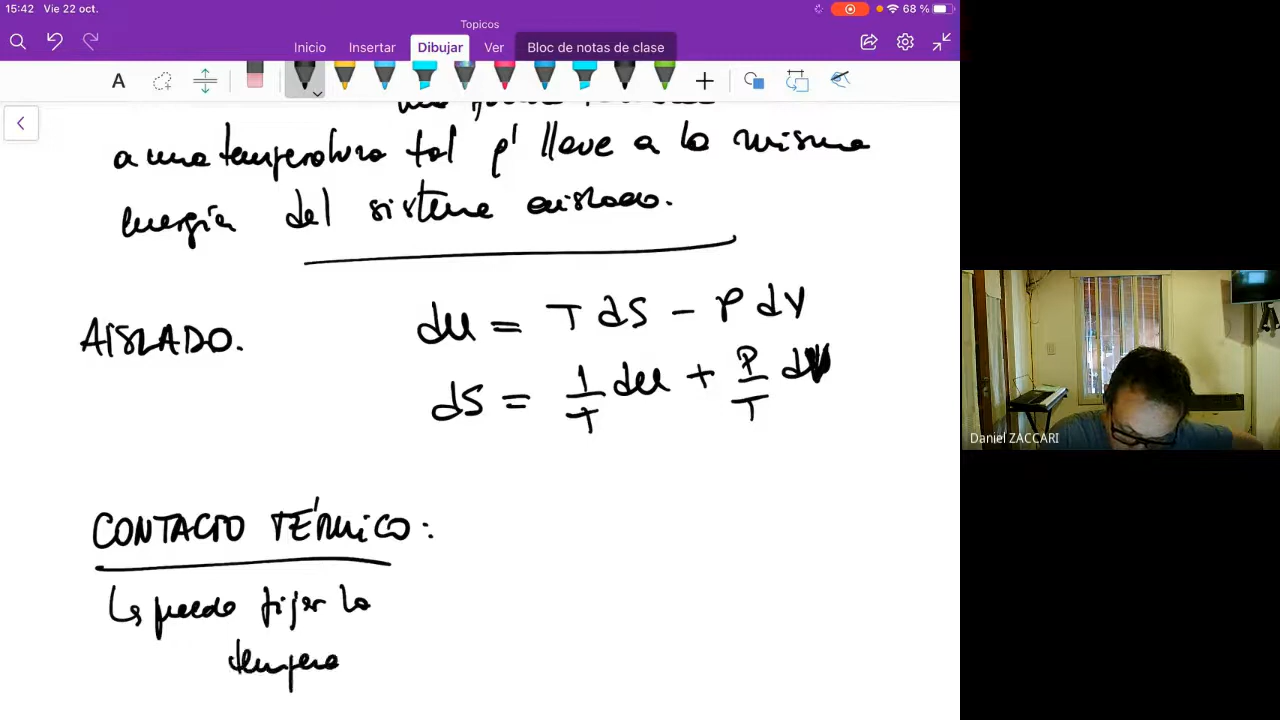 15:42 Vie 22 oct.
68 %
Topicos
Inicio Insertar Dibujar Ver Bloc de notas de clase
A
a una temperatura tal q' lleve a la misma
energía del sistema aislado.
AISLADO.
du = T dS - P dV
dS = 1/T du + P/T dV
Daniel ZACCARI
CONTACTO TÉRMICO:
↳ puedo fijar la
tempera